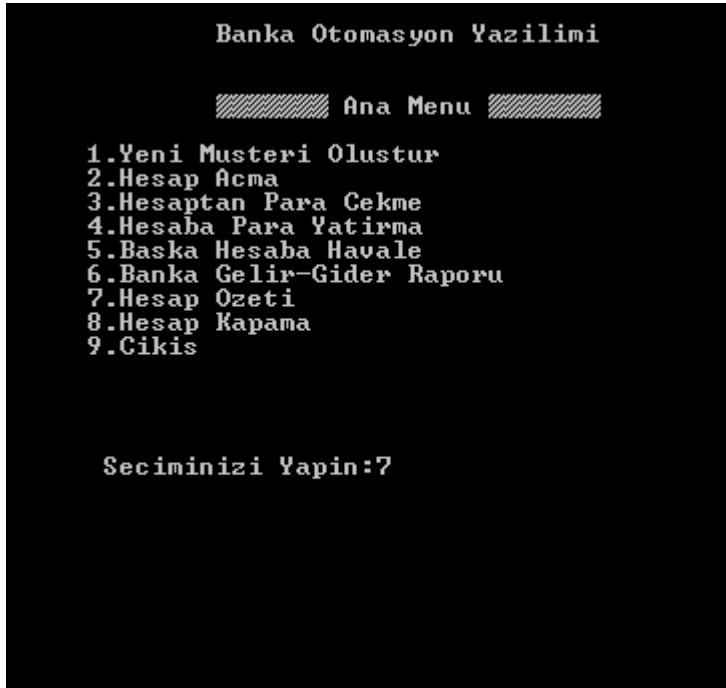 Banka Otomasyon Yazilimi
Ana Menu
1.Yeni Musteri Olustur
2.Hesap Acma
3.Hesaptan Para Cekme
4.Hesaba Para Yatirma
5.Baska Hesaba Havale
6.Banka Gelir-Gider Raporu
7.Hesap Ozeti
8.Hesap Kapama
9.Cikis
Seciminizi Yapin:7